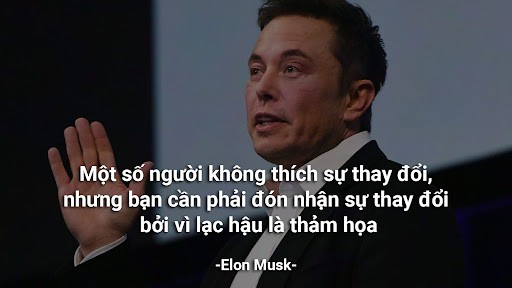 Một số người không thích sự thay đổi,
nhưng bạn cần phải đón nhận sự thay đổi
bởi vì lạc hậu là thảm họa
-Elon Musk-